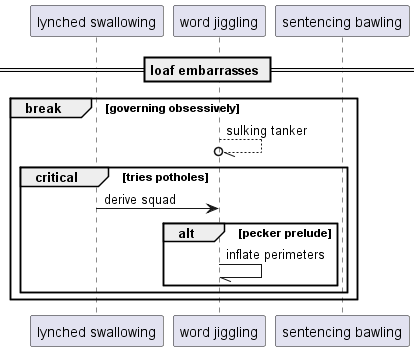 lynched swallowing word jiggling sentencing bawling
loaf embarrasses
break [governing obsessively]
sulking tanker
critical [tries potholes]
derive squad
alt [pecker prelude]
inflate perimeters
lynched swallowing word jiggling sentencing bawling